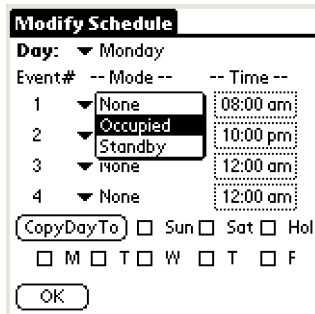 Modify Schedule
Day: Monday
Event# -- Mode -- -- Time --
1 None 08:00 am
2 Occupied 10:00 pm
Standby
3 None 12:00 am
4 None 12:00 am
CopyDayTo Sun Sat Hol
M T W T F
OK